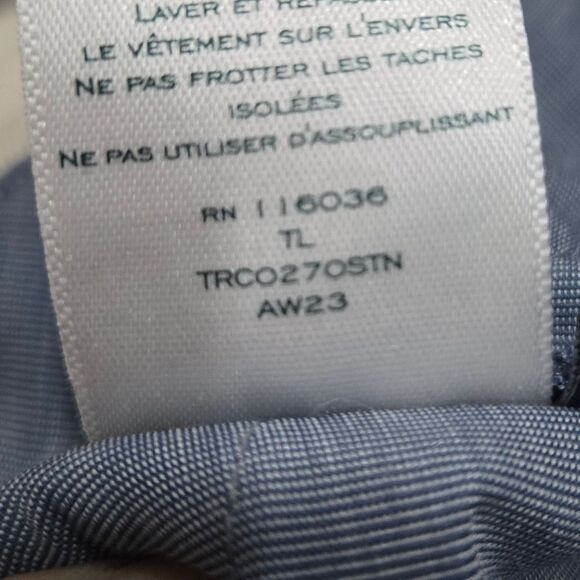 LAVER ET REPASSER
LE VÊTEMENT SUR L'ENVERS
NE PAS FROTTER LES TACHES
ISOLÉES
NE PAS UTILISER D'ASSOUPLISSANT
RN 116036
TL
TRC0270STN
AW23